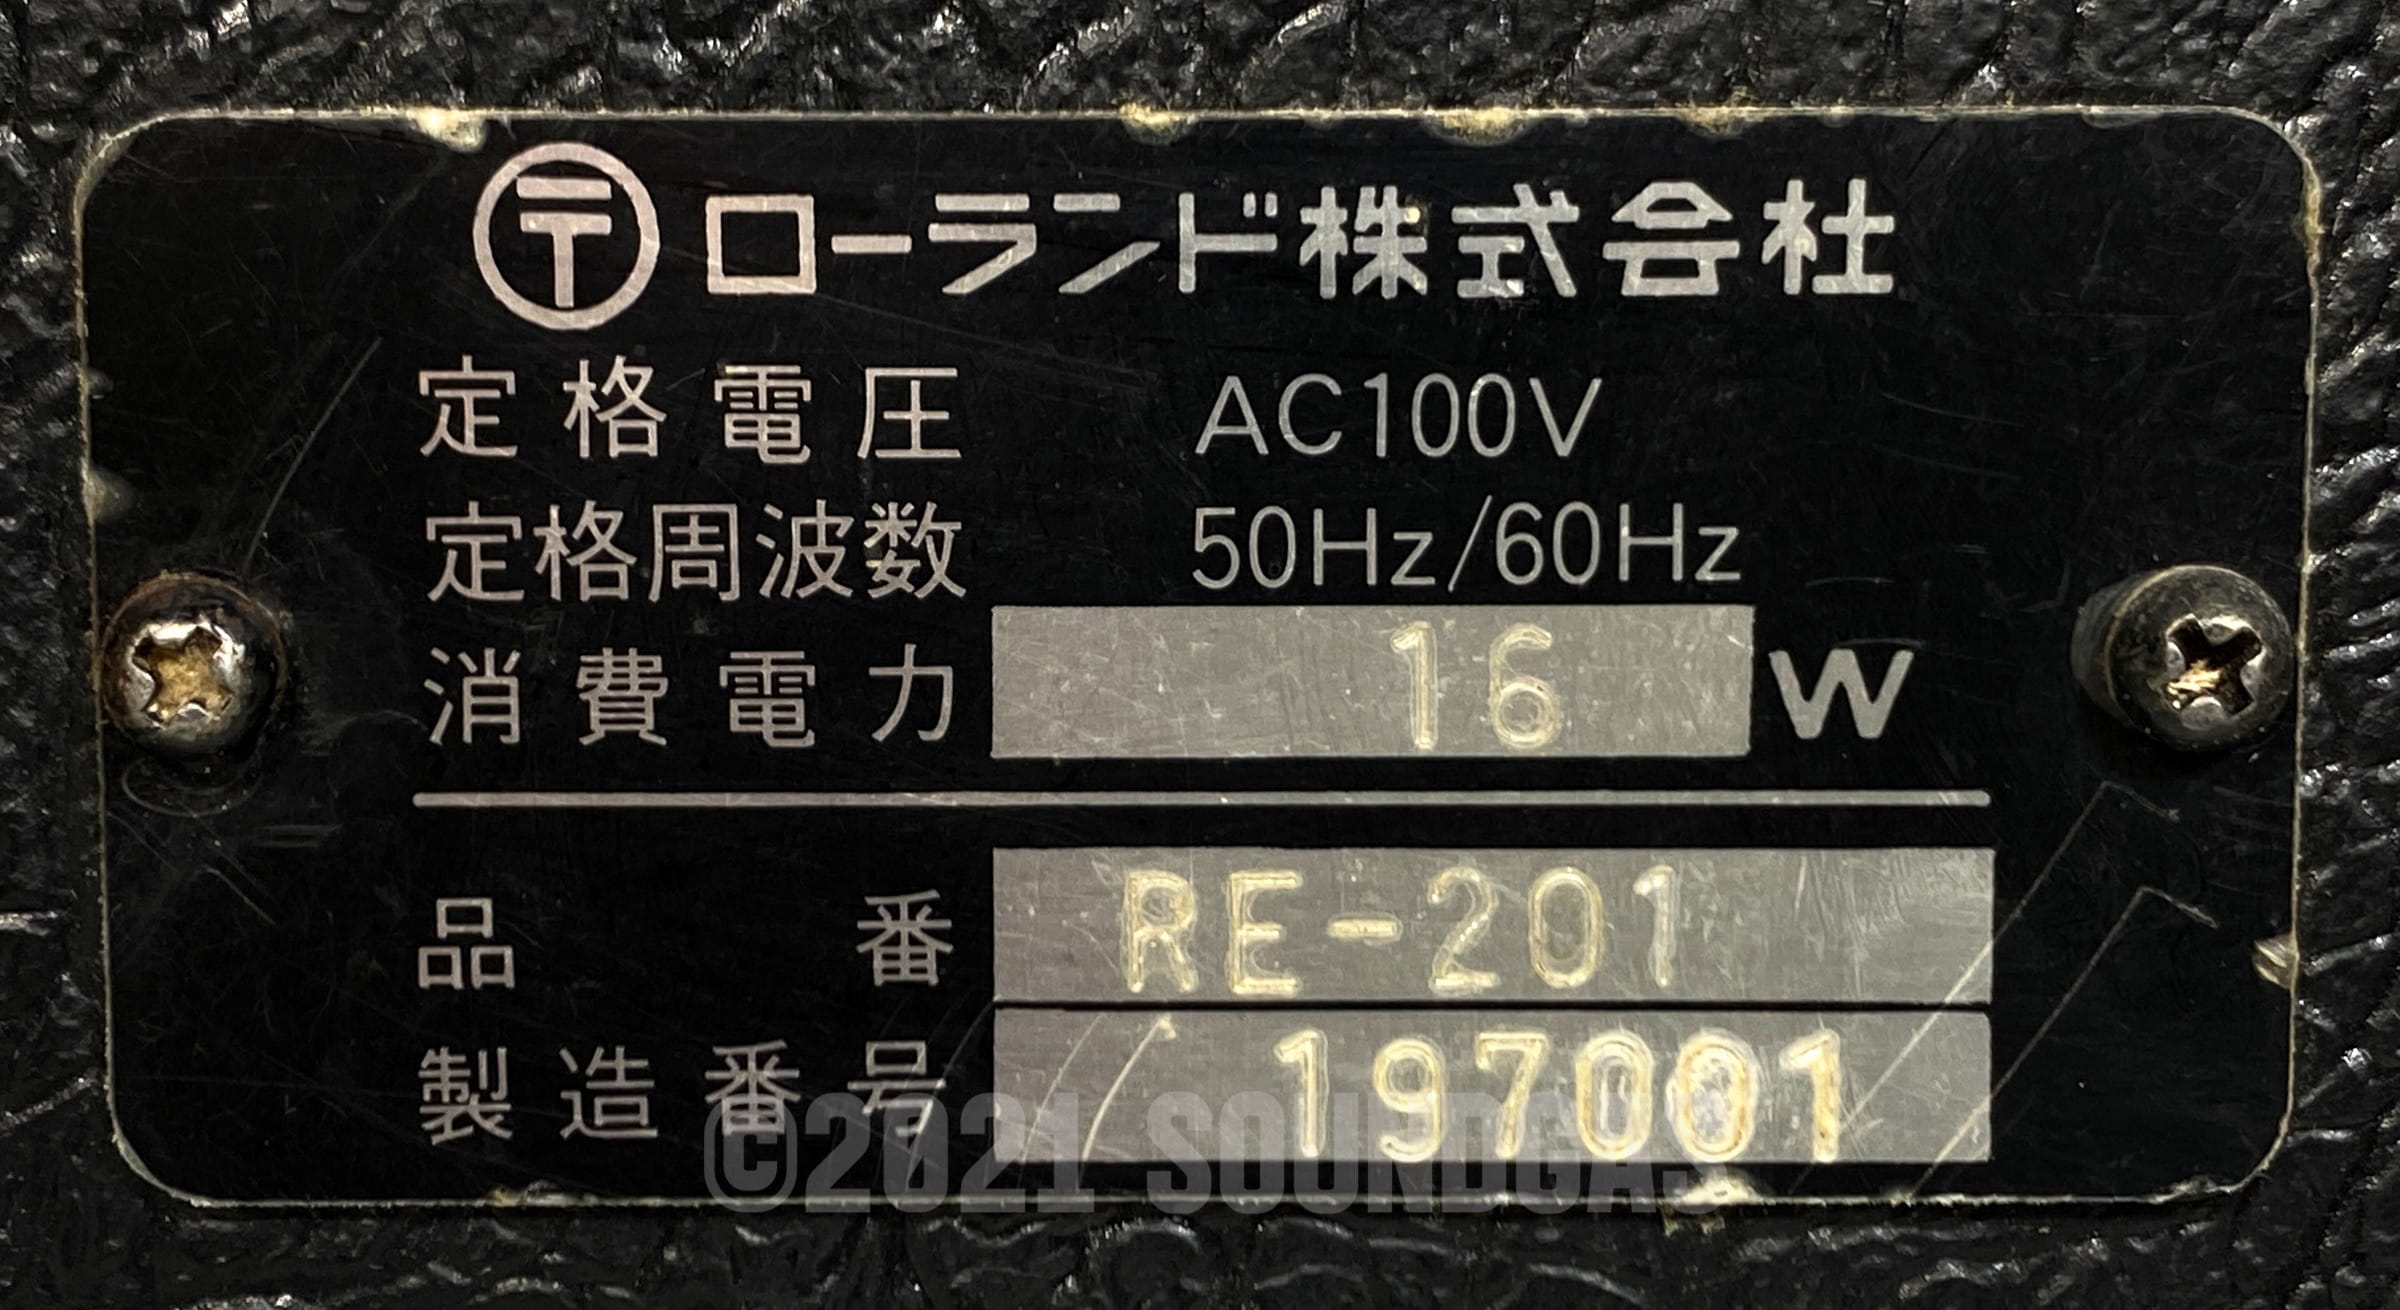 〒 ローランド株式会社
定格電圧 AC100V
定格周波数 50Hz/60Hz
消費電力 16 W
品番 RE-201
製造番号 197001
©2021 SOUNDGAS